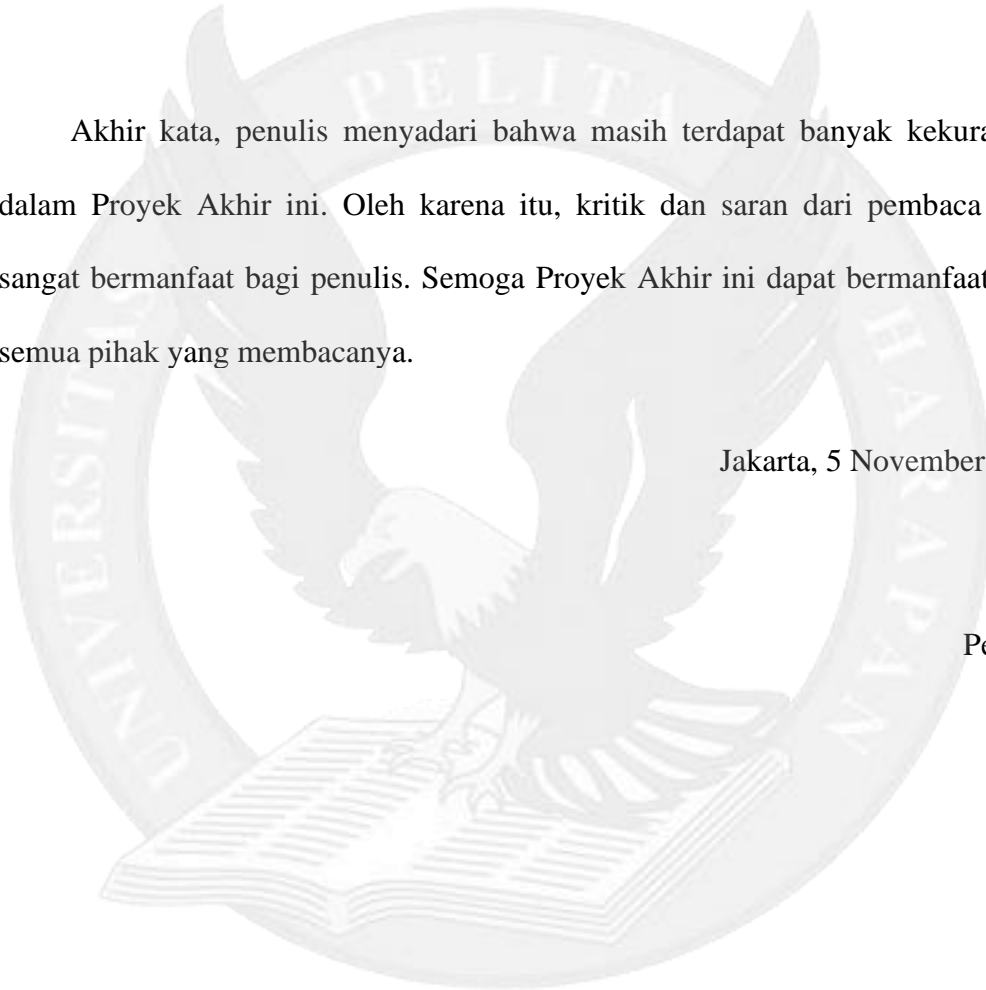 PELITA
Akhir kata, penulis menyadari bahwa masih terdapat banyak kekura
dalam Proyek Akhir ini. Oleh karena itu, kritik dan saran dari pembaca
sangat bermanfaat bagi penulis. Semoga Proyek Akhir ini dapat bermanfaat
semua pihak yang membacanya.
Jakarta, 5 November
Pe
UNIVERSITAS
HARAPAN